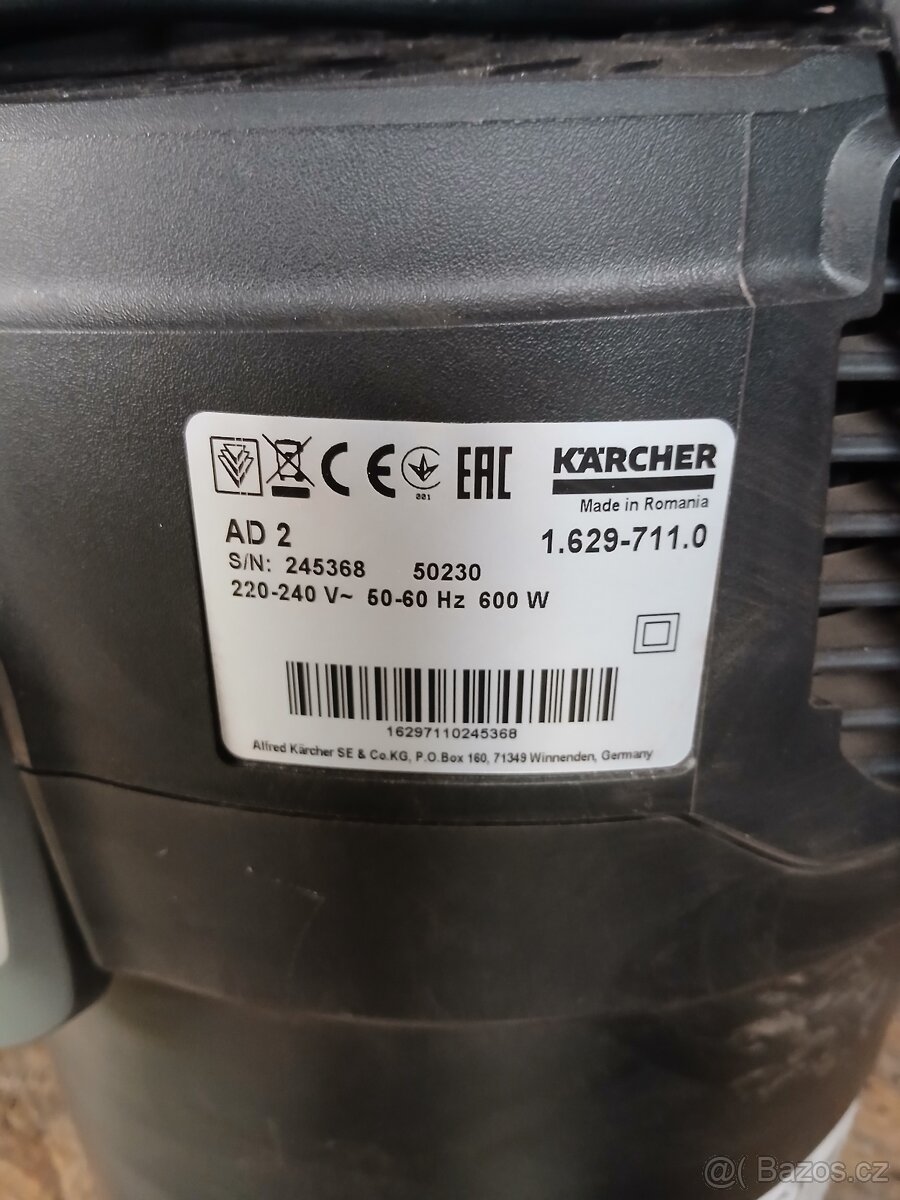 CE 001 EAC KÄRCHER
Made in Romania
AD 2 1.629-711.0
S/N: 245368 50230
220-240 V~ 50-60 Hz 600 W
16297110245368
Alfred Kärcher SE & Co.KG, P.O.Box 160, 71349 Winnenden, Germany
@( Bazos.cz